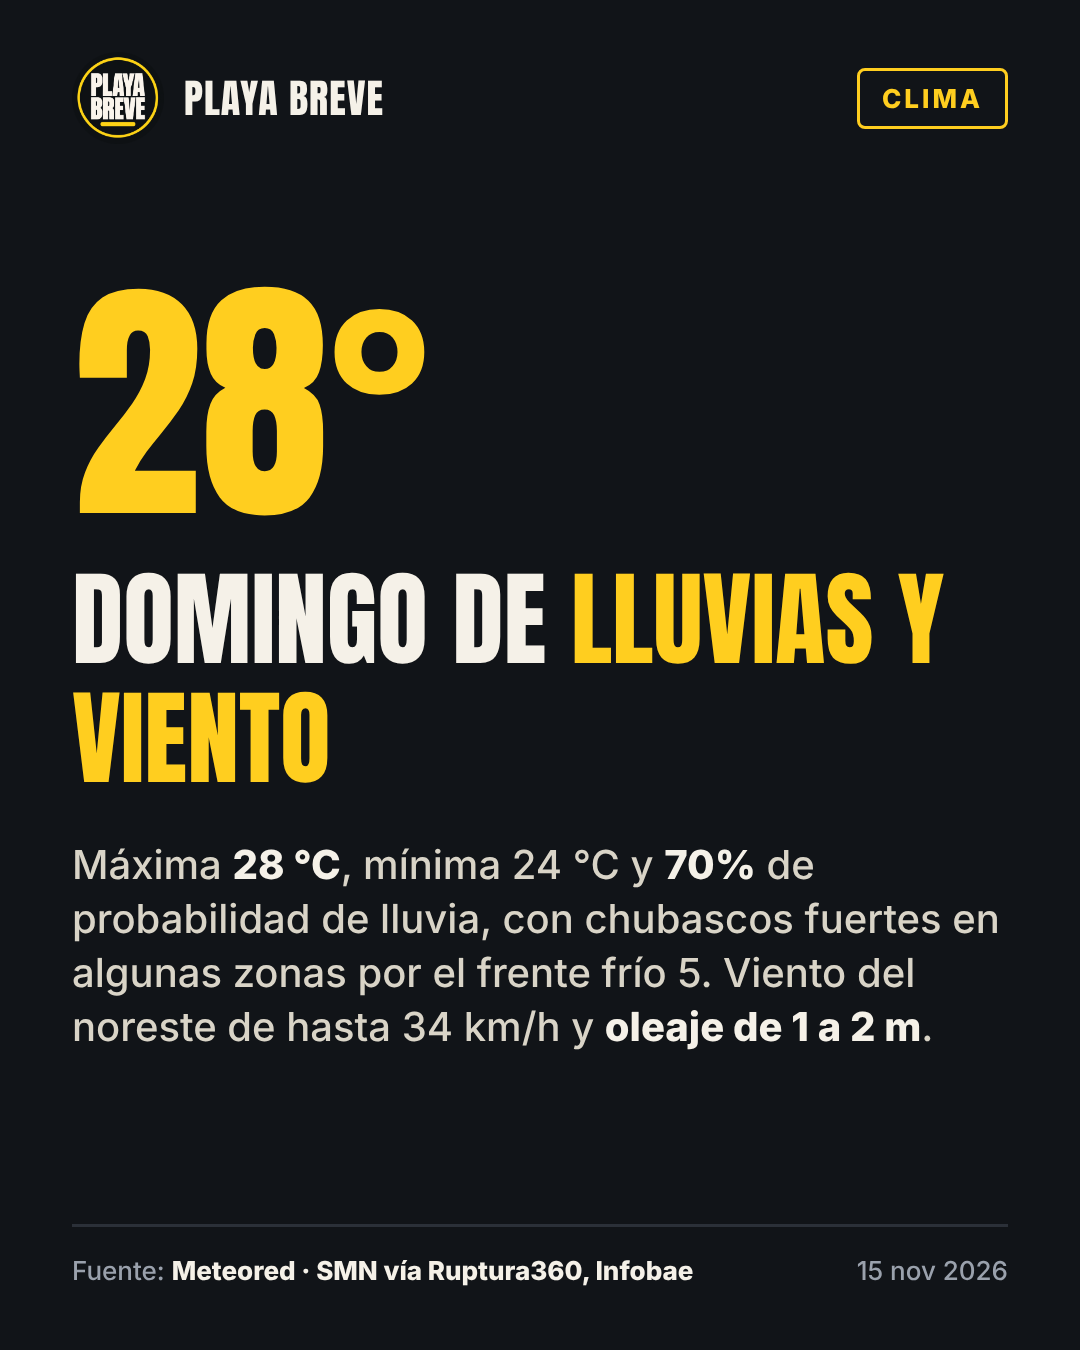 PLAYA
BREVE
PLAYA BREVE
CLIMA
28°
DOMINGO DE LLUVIAS Y
VIENTO
Máxima 28 °C, mínima 24 °C y 70% de
probabilidad de lluvia, con chubascos fuertes en
algunas zonas por el frente frío 5. Viento del
noreste de hasta 34 km/h y oleaje de 1 a 2 m.
Fuente: Meteored · SMN vía Ruptura360, Infobae
15 nov 2026